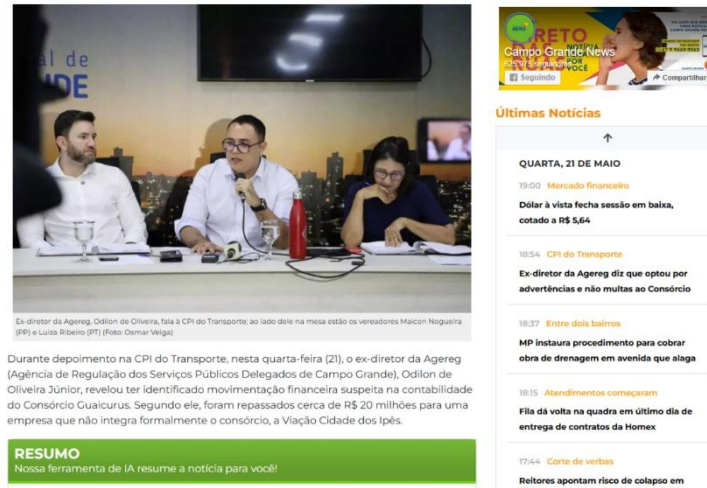 al de
NDE
Ex-diretor da Agereg, Odilon de Oliveira, fala à CPI do Transporte; ao lado dele na mesa estão os vereadores Maicon Nogueira
(PP) e Luiza Ribeiro (PT) (Foto: Osmar Veiga)
Durante depoimento na CPI do Transporte, nesta quarta-feira (21), o ex-diretor da Agereg
(Agência de Regulação dos Serviços Públicos Delegados de Campo Grande), Odilon de
Oliveira Júnior, revelou ter identificado movimentação financeira suspeita na contabilidade
do Consórcio Guaicurus. Segundo ele, foram repassados cerca de R$ 20 milhões para uma
empresa que não integra formalmente o consórcio, a Viação Cidade dos Ipês.
RESUMO
Nossa ferramenta de IA resume a notícia para você!
Campo Grande News
625.975 seguidores
Seguindo
Compartilhar
Últimas Notícias
QUARTA, 21 DE MAIO
19:00 Mercado financeiro
Dólar à vista fecha sessão em baixa,
cotado a R$ 5,64
18:54 CPI do Transporte
Ex-diretor da Agereg diz que optou por
advertências e não multas ao Consórcio
18:37 Entre dois bairros
MP instaura procedimento para cobrar
obra de drenagem em avenida que alaga
18:15 Atendimentos começaram
Fila dá volta na quadra em último dia de
entrega de contratos da Homex
17:44 Corte de verbas
Reitores apontam risco de colapso em